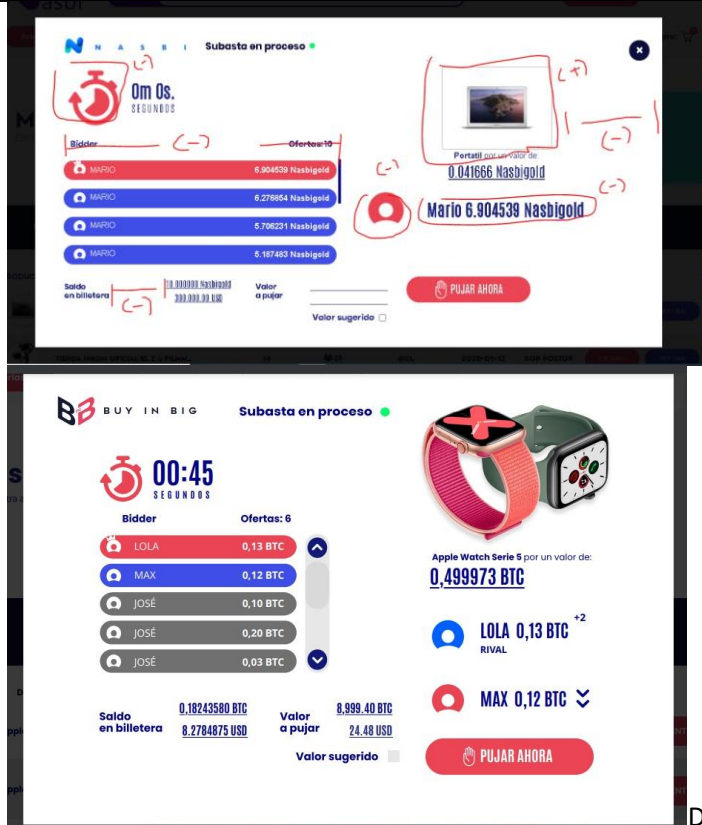 NASBI Subasta en proceso
(-)
(+)
0m 0s.
SEGUNDOS
(-)
Bidder Ofertas:10
(-)
Portatil por un valor de
0.041666 Nasbigold
MARIO 6.904539 Nasbigold
(-)
(-)
MARIO 6.276854 Nasbigold
Mario 6.904539 Nasbigold
MARIO 5.706231 Nasbigold
MARIO 5.187483 Nasbigold
Saldo
en billetera
(-)
10.000000 Nasbigold
300,000.00 USD
Valor
a pujar
PUJAR AHORA
Valor sugerido
BB BUY IN BIG Subasta en proceso
00:45
SEGUNDOS
Bidder Ofertas: 6
LOLA 0,13 BTC
MAX 0,12 BTC
JOSÉ 0,10 BTC
JOSÉ 0,20 BTC
JOSÉ 0,03 BTC
Apple Watch Serie 5 por un valor de:
0,499973 BTC
LOLA 0,13 BTC +2
RIVAL
MAX 0,12 BTC
Saldo
en billetera
0,18243580 BTC
8.2784875 USD
Valor
a pujar
8,999.40 BTC
24.48 USD
Valor sugerido
PUJAR AHORA
D